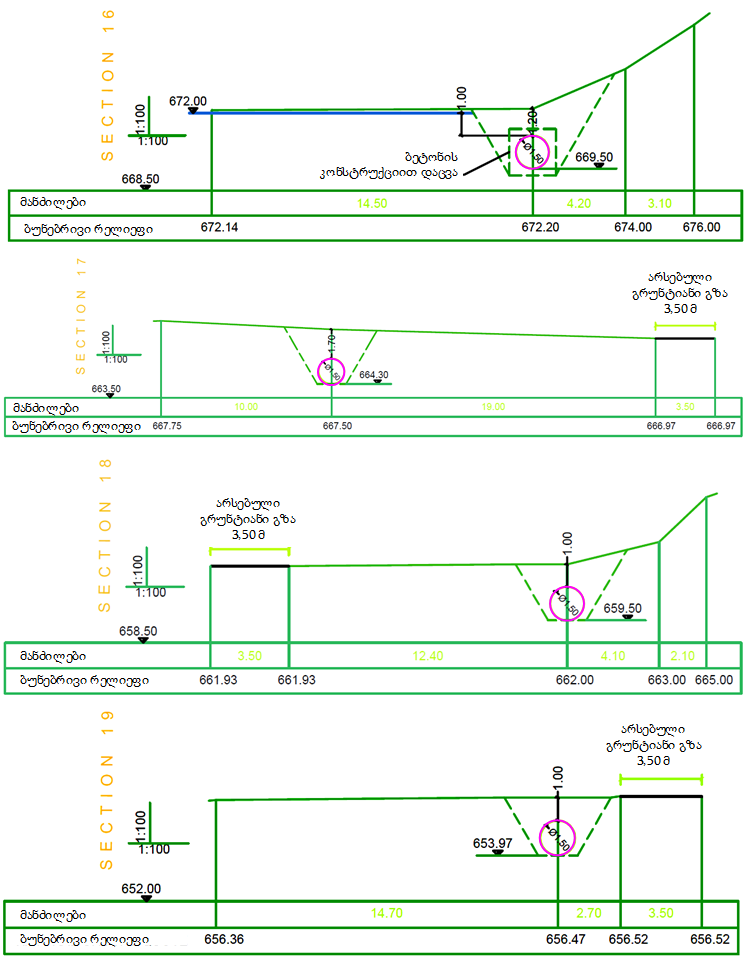 SECTION 16
672.00
1:100
1:100
1.00
1.20
Ø1.50
669.50
ბეტონის
კონსტრუქციით დაცვა
668.50
მანძილები 14.50 4.20 3.10
ბუნებრივი რელიეფი 672.14 672.20 674.00 676.00
SECTION 17
არსებული
გრუნტიანი გზა
3,50 მ
1:100
1:100
1.70
Ø1.50
664.30
663.50
მანძილები 10.00 19.00 3.50
ბუნებრივი რელიეფი 667.75 667.50 666.97 666.97
SECTION 18
არსებული
გრუნტიანი გზა
3,50 მ
1:100
1:100
1.00
Ø1.50
659.50
658.50
მანძილები 3.50 12.40 4.10 2.10
ბუნებრივი რელიეფი 661.93 661.93 662.00 663.00 665.00
SECTION 19
არსებული
გრუნტიანი გზა
3,50 მ
1:100
1:100
1.00
Ø1.50
653.97
652.00
მანძილები 14.70 2.70 3.50
ბუნებრივი რელიეფი 656.36 656.47 656.52 656.52